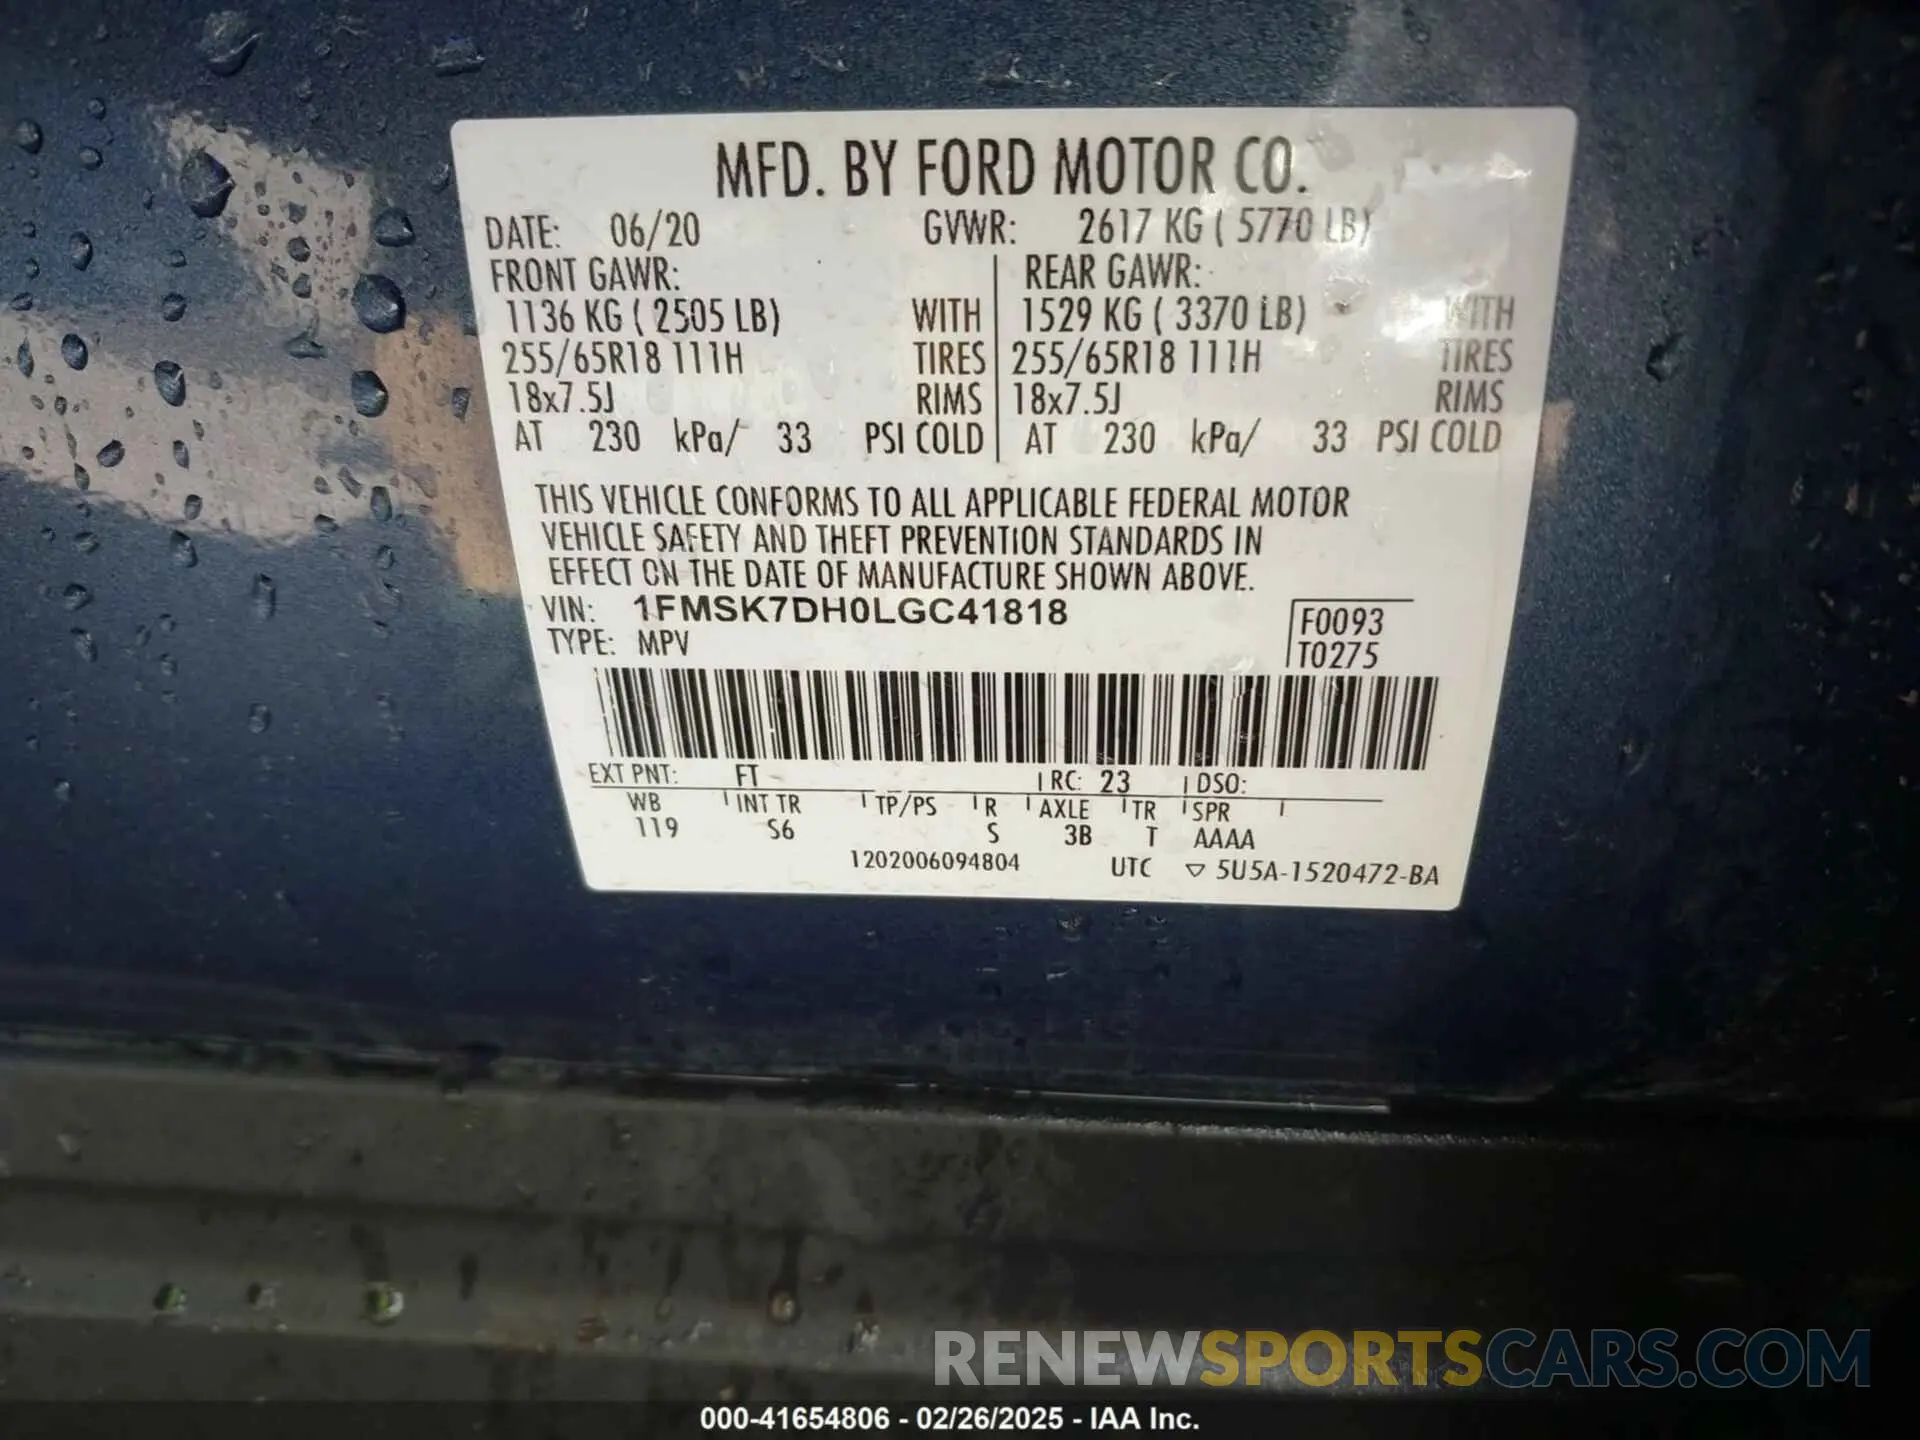 MFD. BY FORD MOTOR CO.
DATE: 06/20 GVWR: 2617 KG ( 5770 LB)
FRONT GAWR: REAR GAWR:
1136 KG ( 2505 LB) WITH 1529 KG ( 3370 LB) WITH
255/65R18 111H TIRES 255/65R18 111H TIRES
18x7.5J RIMS 18x7.5J RIMS
AT 230 kPa/ 33 PSI COLD AT 230 kPa/ 33 PSI COLD
THIS VEHICLE CONFORMS TO ALL APPLICABLE FEDERAL MOTOR
VEHICLE SAFETY AND THEFT PREVENTION STANDARDS IN
EFFECT ON THE DATE OF MANUFACTURE SHOWN ABOVE.
VIN: 1FMSK7DH0LGC41818 F0093
TYPE: MPV T0275
EXT PNT: FT RC: 23 DSO:
WB INT TR TP/PS R AXLE TR SPR
119 S6 S 3B T AAAA
1202006094804 UTC ▽ 5U5A-1520472-BA
RENEWSPORTSCARS.COM
000-41654806 - 02/26/2025 - IAA Inc.